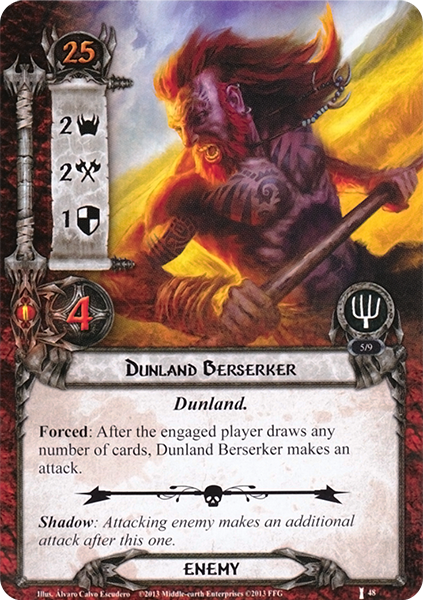 25
2
2
1
4
5/9
Dunland Berserker
Dunland.
Forced: After the engaged player draws any
number of cards, Dunland Berserker makes an
attack.
Shadow: Attacking enemy makes an additional
attack after this one.
ENEMY
Illus. Álvaro Calvo Escudero ©2013 Middle-earth Enterprises ©2013 FFG 48